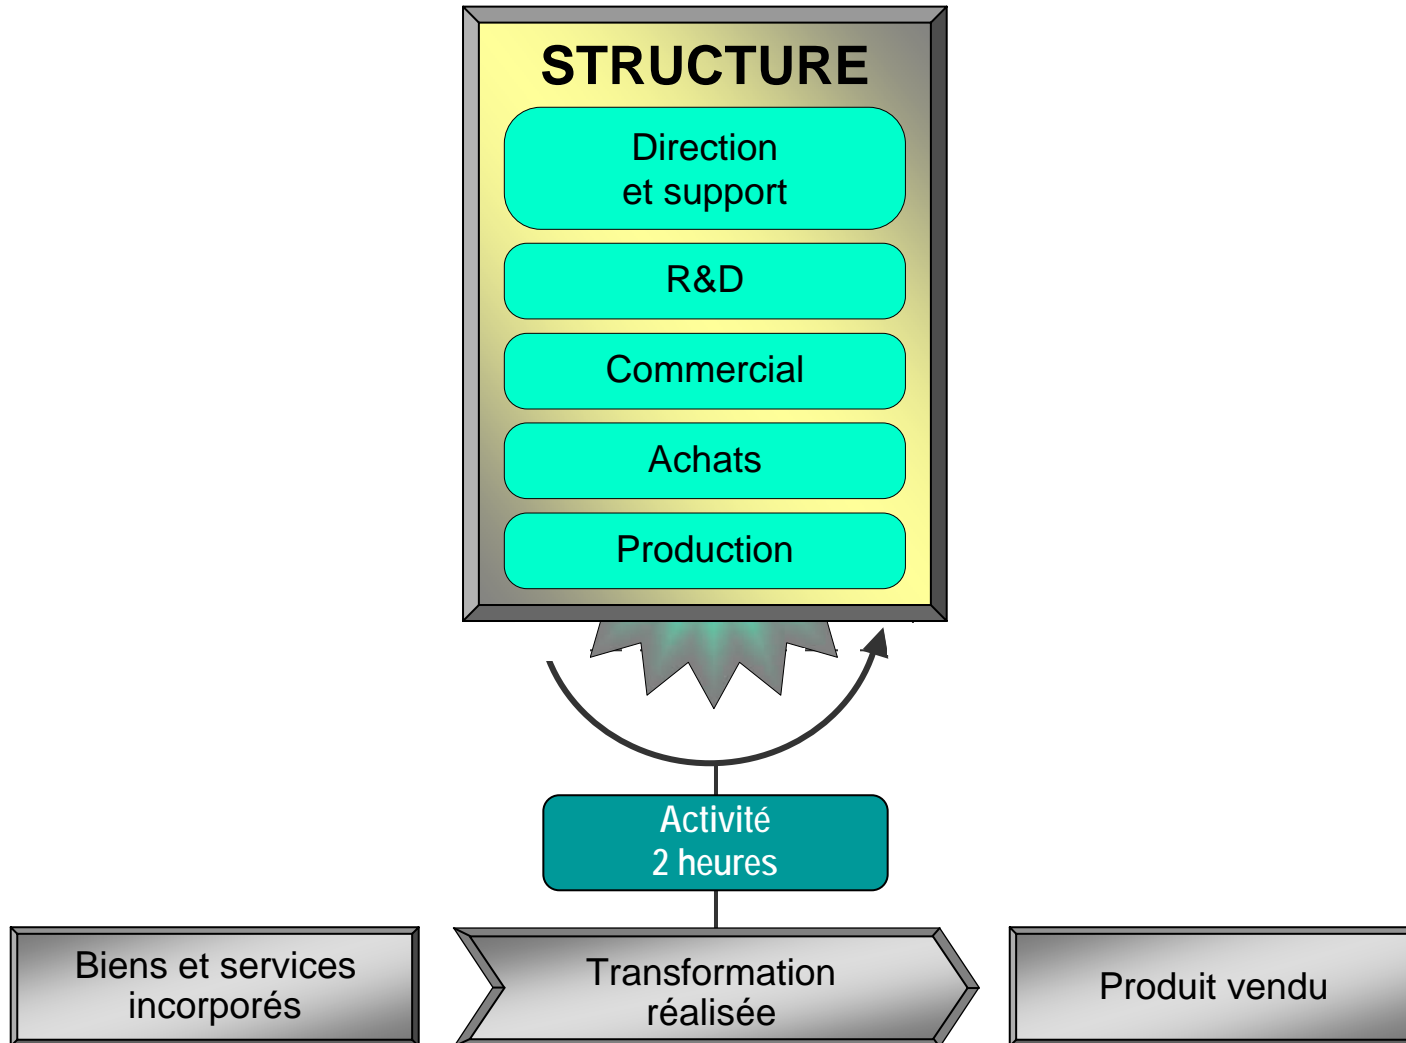 STRUCTURE
Direction
et support
R&D
Commercial
Achats
Production
Activité
2 heures
Biens et services
incorporés
Transformation
réalisée
Produit vendu